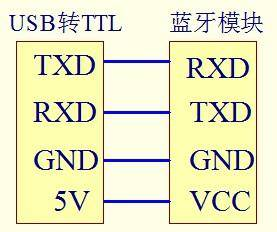 USB转TTL 蓝牙模块
TXD RXD
RXD TXD
GND GND
5V VCC